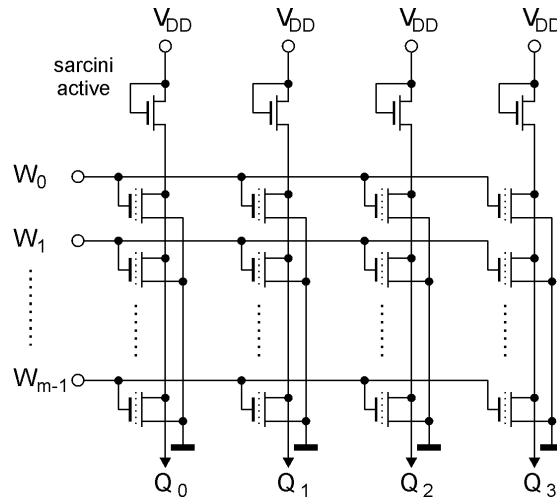 V_DD V_DD V_DD V_DD
sarcini
active
W_0
W_1
W_m-1
Q_0 Q_1 Q_2 Q_3